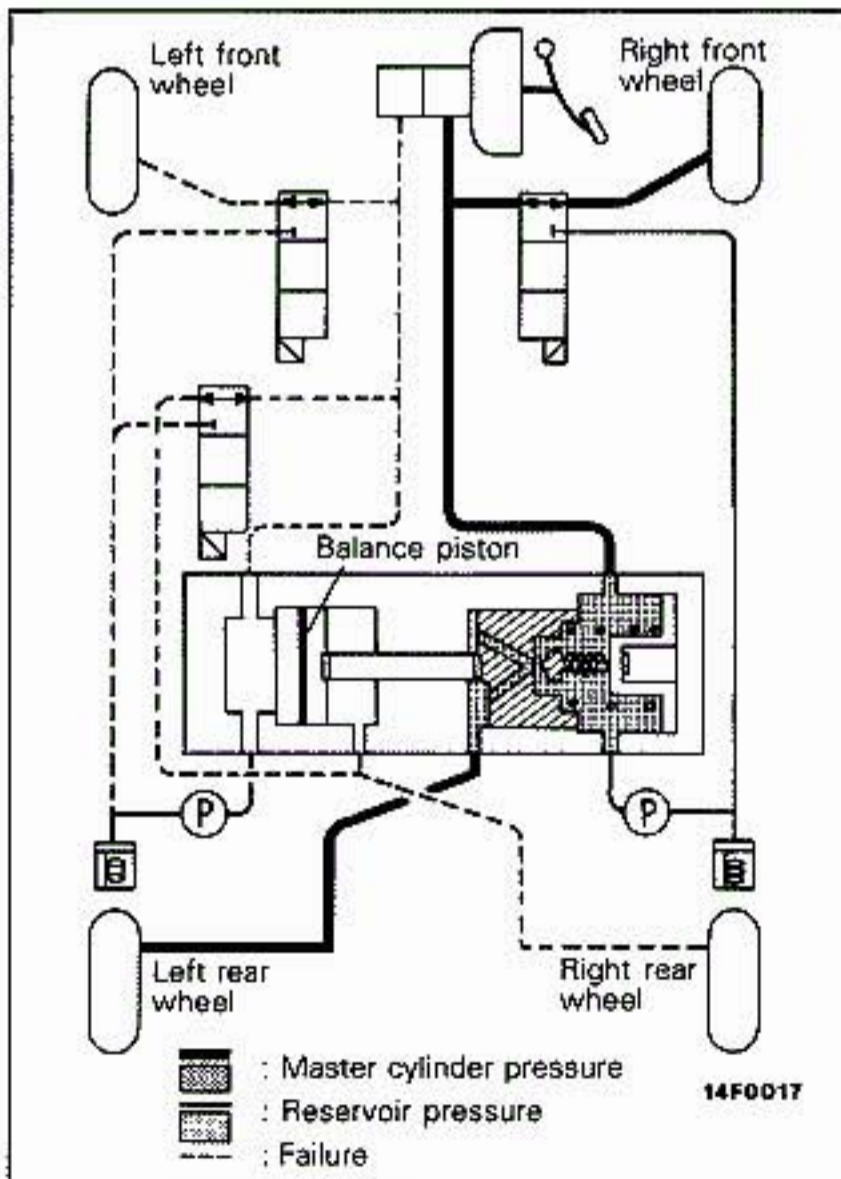 Left front
wheel
Right front
wheel
Balance piston
P
P
Left rear
wheel
Right rear
wheel
: Master cylinder pressure
: Reservoir pressure
: Failure
14F0017